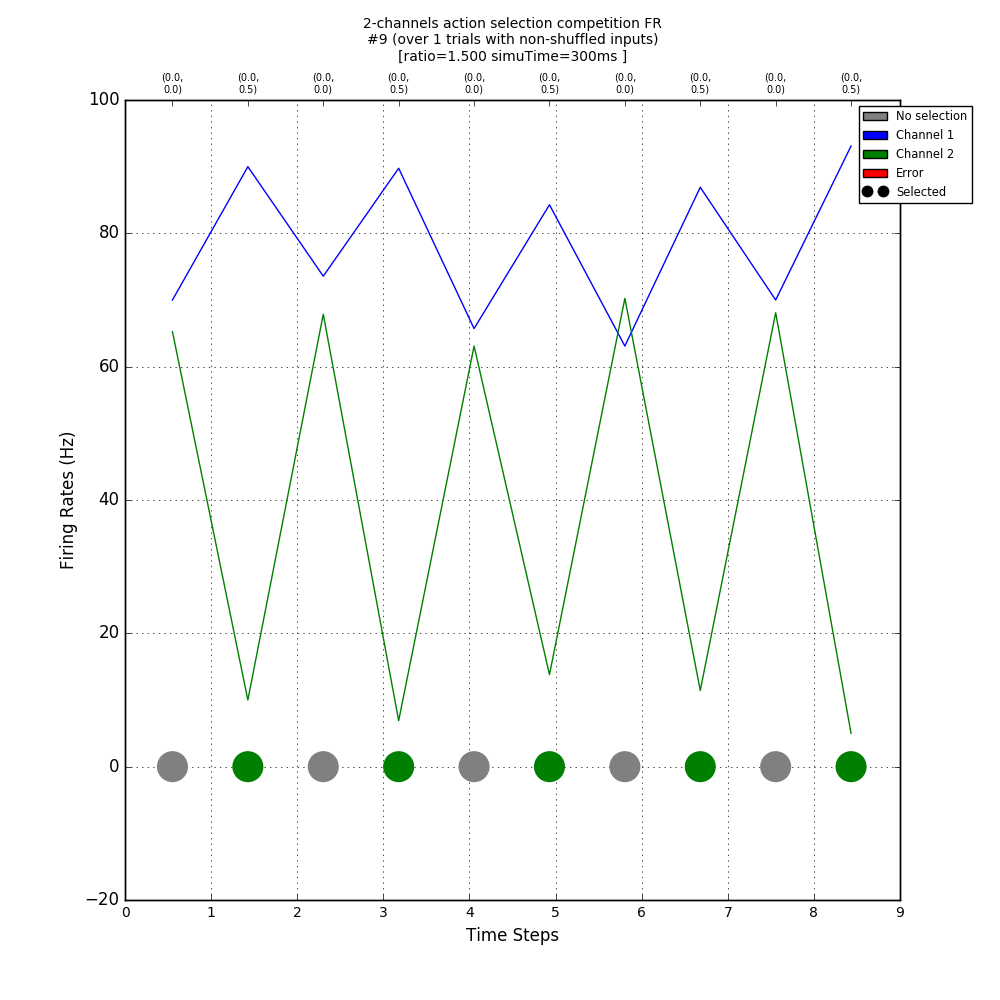 2-channels action selection competition FR
#9 (over 1 trials with non-shuffled inputs)
[ratio=1.500 simuTime=300ms ]
(0.0, (0.0, (0.0, (0.0, (0.0, (0.0, (0.0, (0.0, (0.0, (0.0,
0.0) 0.5) 0.0) 0.5) 0.0) 0.5) 0.0) 0.5) 0.0) 0.5)
No selection
Channel 1
Channel 2
Error
Selected
100
80
60
40
20
0
−20
Firing Rates (Hz)
0 1 2 3 4 5 6 7 8 9
Time Steps